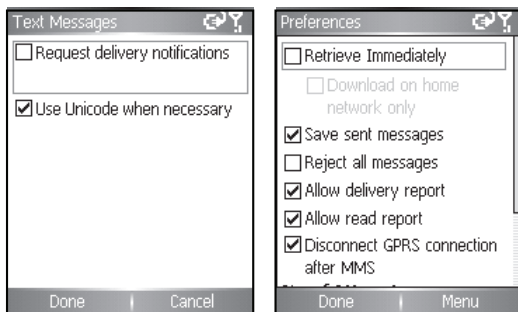 Text Messages
Request delivery notifications
Use Unicode when necessary
Done Cancel
Preferences
Retrieve Immediately
Download on home
network only
Save sent messages
Reject all messages
Allow delivery report
Allow read report
Disconnect GPRS connection
after MMS
Done Menu